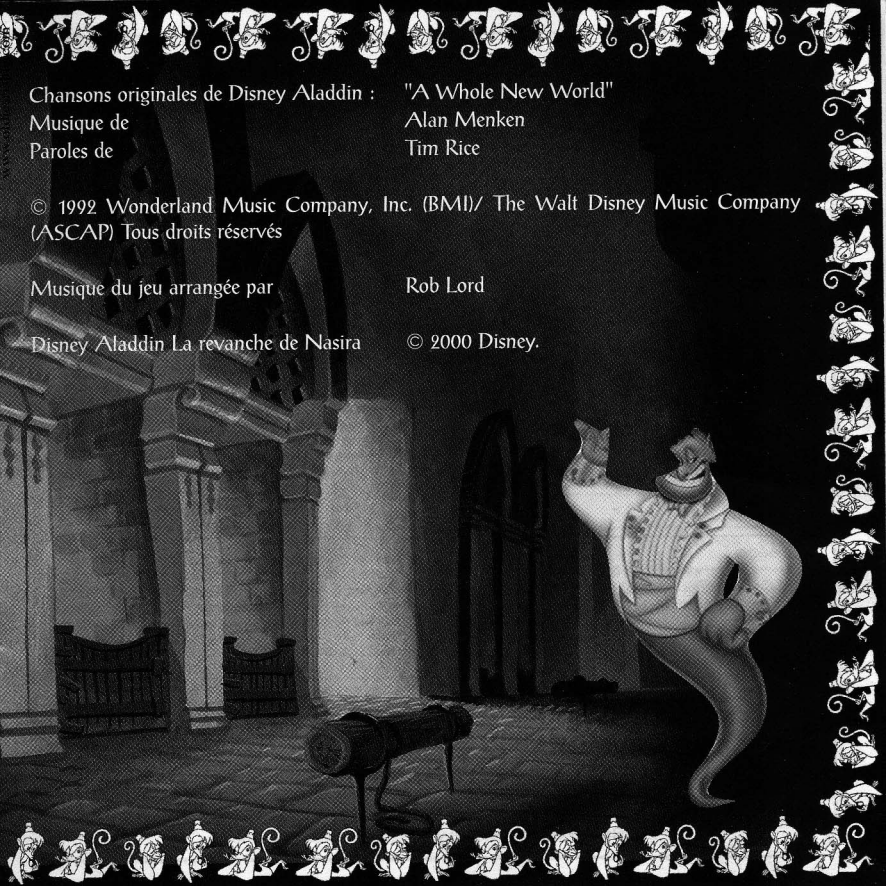 Chansons originales de Disney Aladdin : "A Whole New World"
Musique de Alan Menken
Paroles de Tim Rice
© 1992 Wonderland Music Company, Inc. (BMI)/ The Walt Disney Music Company
(ASCAP) Tous droits réservés
Musique du jeu arrangée par Rob Lord
Disney Aladdin La revanche de Nasira © 2000 Disney.